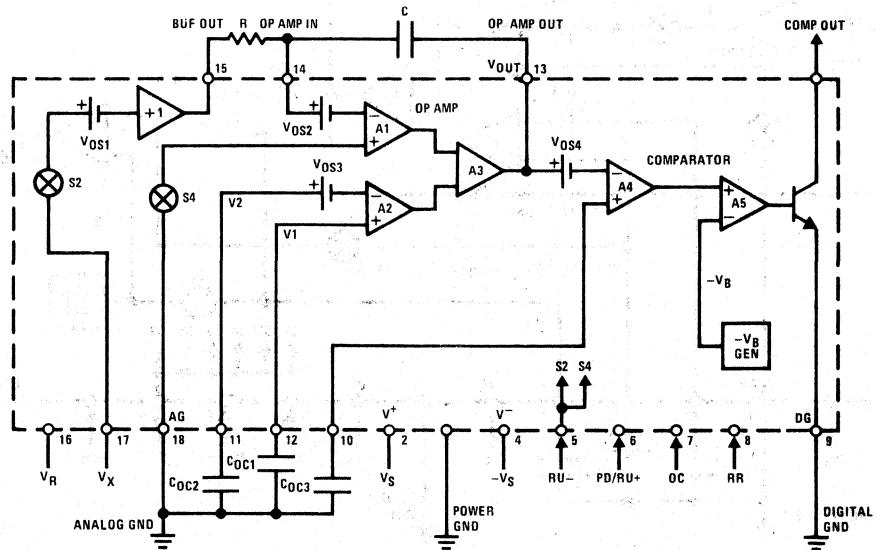 BUF OUT R OP AMP IN C OP AMP OUT COMP OUT
15 14 VOUT 13
+ +1 + OP AMP
VOS1 VOS2 − A1 +
VOS4
VOS3 A3 + COMPARATOR
S2 S4 + − A4 +
V2 − A2 + + A5 −
V1
−VB
−VB
GEN
S2 S4
AG V+ V− DG
16 17 18 11 12 10 2 4 5 6 7 8 9
COC1
VR VX COC2 COC3 VS −VS RU− PD/RU+ OC RR
ANALOG GND POWER
GND DIGITAL
GND